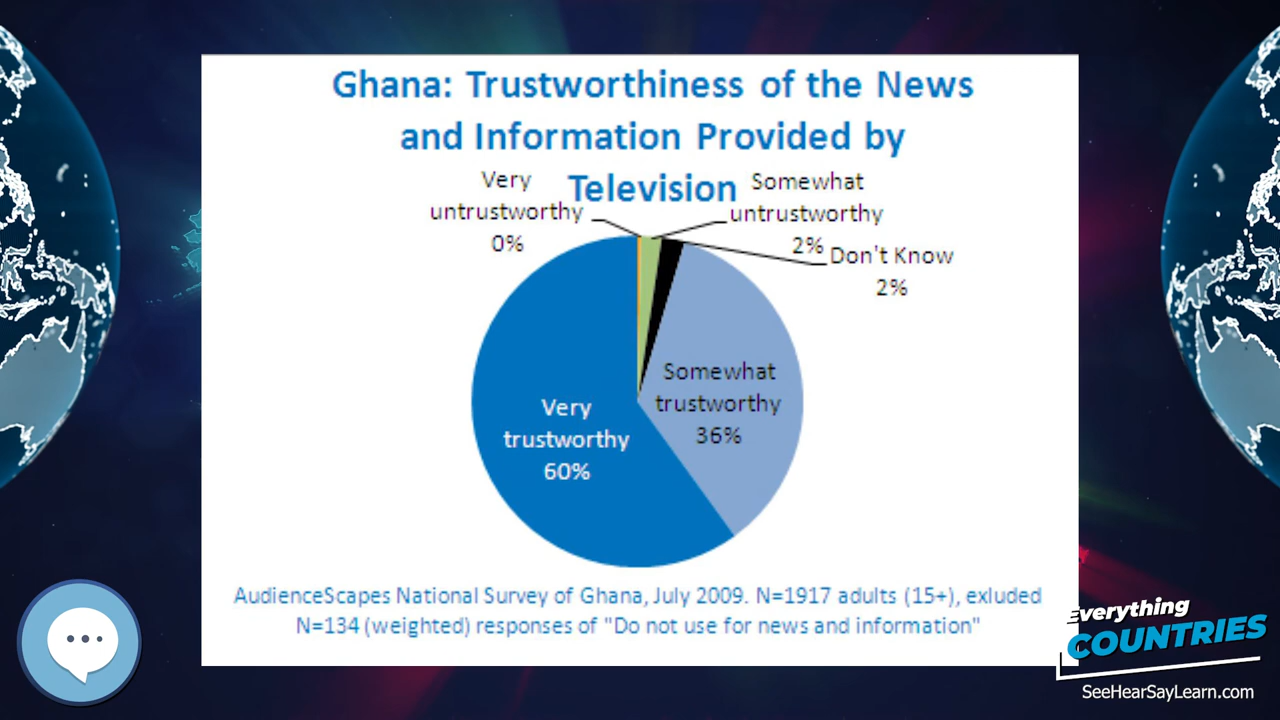 Ghana: Trustworthiness of the News
and Information Provided by
Television
Very
untrustworthy
0%
Somewhat
untrustworthy
2%
Don't Know
2%
Somewhat
trustworthy
36%
Very
trustworthy
60%
AudienceScapes National Survey of Ghana, July 2009. N=1917 adults (15+), exluded
N=134 (weighted) responses of "Do not use for news and information"
Everything
COUNTRIES
SeeHearSayLearn.com